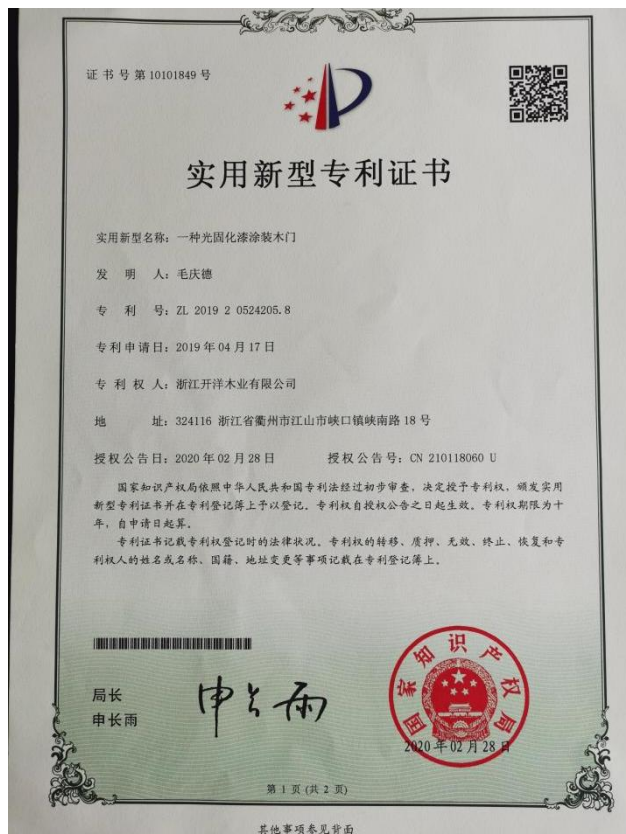 证书号第10101849号
实用新型专利证书
实用新型名称：一种光固化漆涂装木门
发明人：毛庆德
专利号：ZL 2019 2 0524205.8
专利申请日：2019年04月17日
专利权人：浙江开洋木业有限公司
地址：324116 浙江省衢州市江山市峡口镇峡南路18号
授权公告日：2020年02月28日 授权公告号：CN 210118060 U
国家知识产权局依照中华人民共和国专利法经过初步审查，决定授予专利权，颁发实用
新型专利证书并在专利登记簿上予以登记。专利权自授权公告之日起生效。专利权期限为十
年，自申请日起算。
专利证书记载专利权登记时的法律状况。专利权的转移、质押、无效、终止、恢复和专
利权人的姓名或名称、国籍、地址变更等事项记载在专利登记簿上。
局长
申长雨
申长雨
国家知识产权局
2020年02月28日
第 1 页 (共 2 页)
其他事项参见背面